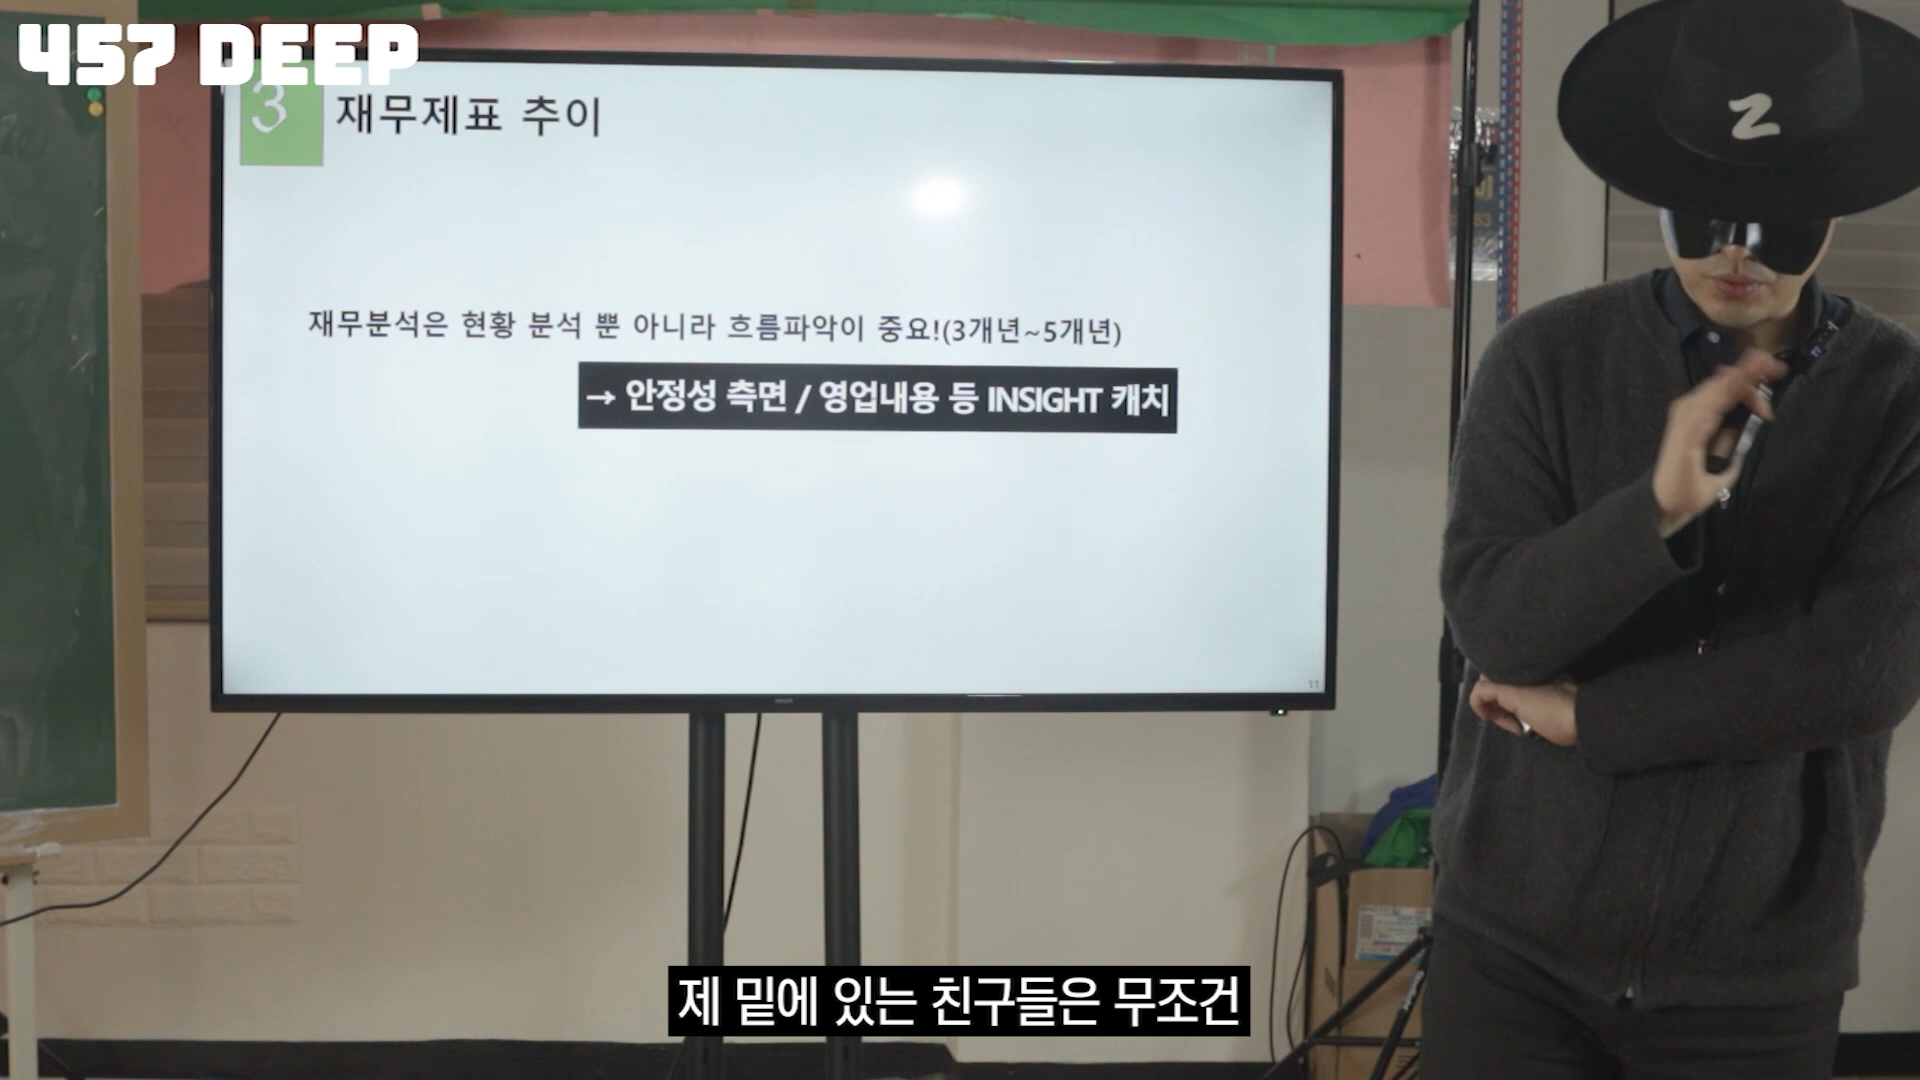 457 DEEP
3 재무제표 추이
Z
재무분석은 현황 분석 뿐 아니라 흐름파악이 중요!(3개년~5개년)
→ 안정성 측면 / 영업내용 등 INSIGHT 캐치
11
제 밑에 있는 친구들은 무조건